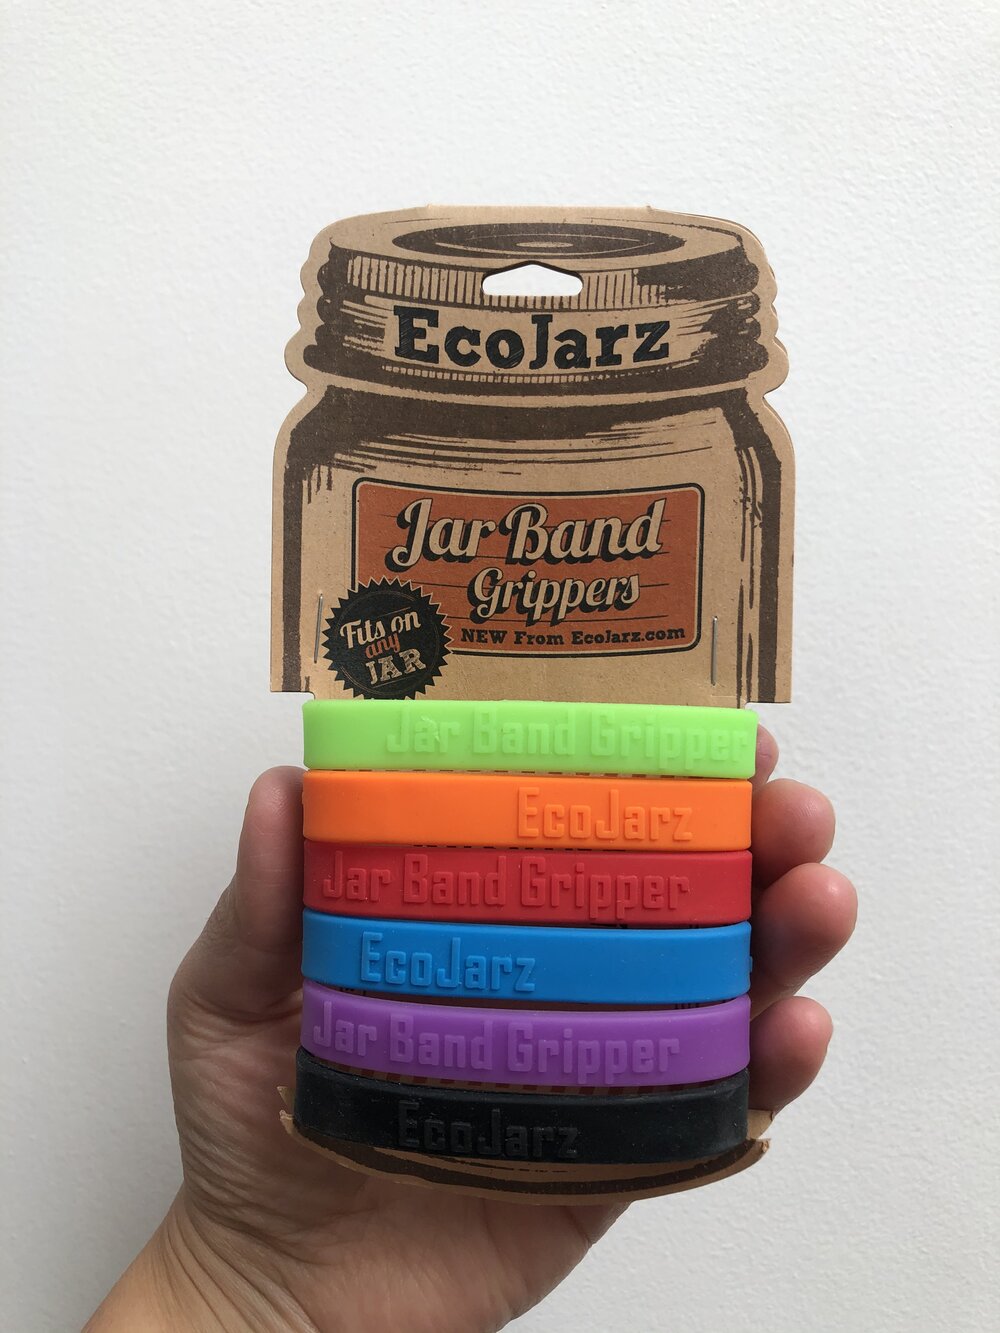 EcoJarz
Jar Band
Grippers
NEW From EcoJarz.com
Fits on
any
JAR
Jar Band Gripper
EcoJarz
Jar Band Gripper
EcoJarz
Jar Band Gripper
EcoJarz